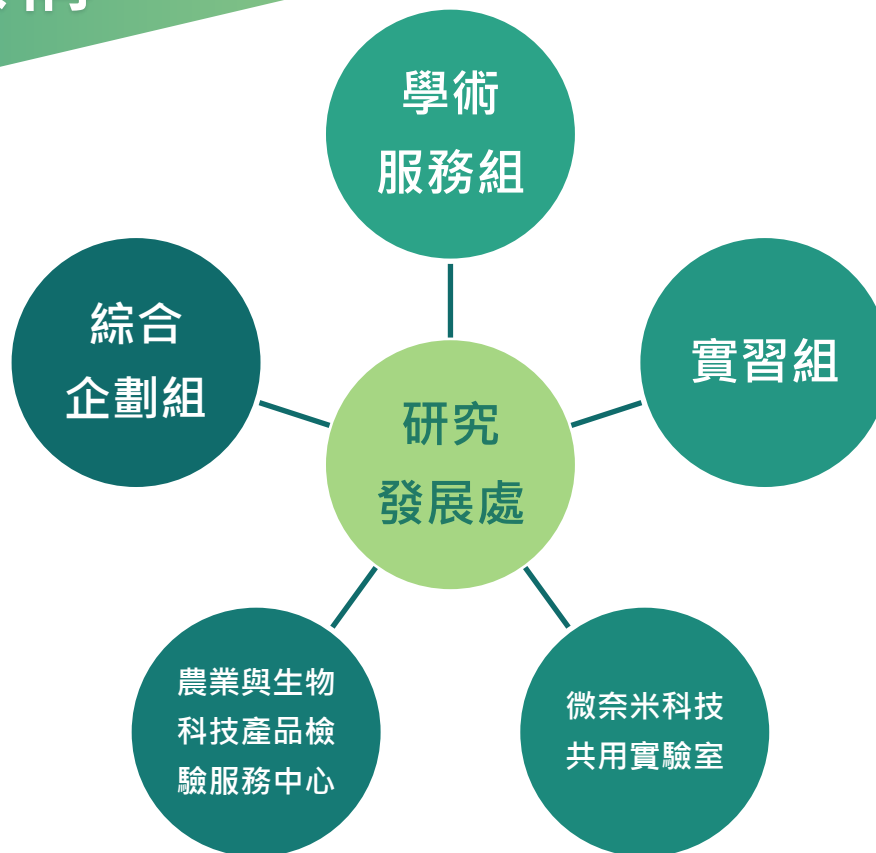 學術
服務組
綜合
企劃組
實習組
研究
發展處
農業與生物
科技產品檢
驗服務中心
微奈米科技
共用實驗室